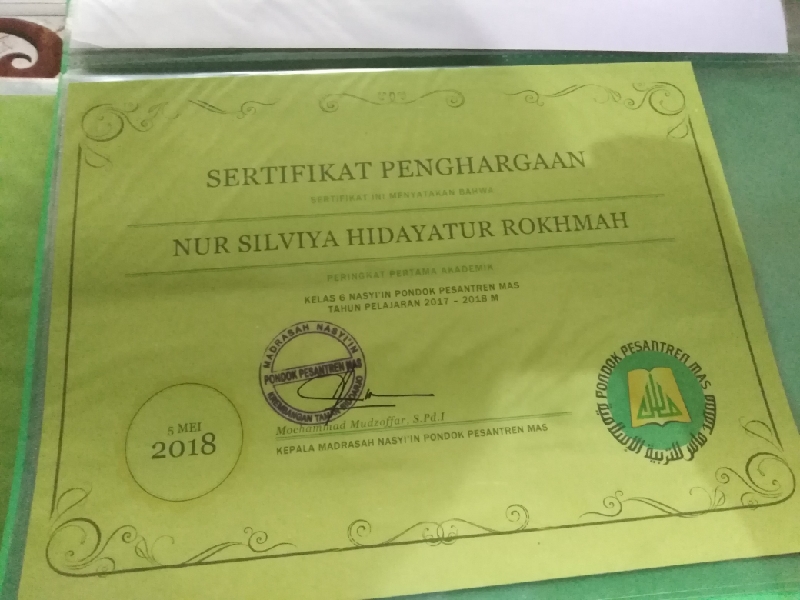 SERTIFIKAT PENGHARGAAN
SERTIFIKAT INI MENYATAKAN BAHWA
NUR SILVIYA HIDAYATUR ROKHMAH
PERINGKAT PERTAMA AKADEMIK
KELAS 6 NASYI'IN PONDOK PESANTREN MAS
TAHUN PELAJARAN 2017 - 2018 M
MADRASAH NASYI'IN
PONDOK PESANTREN MAS
5 MEI
2018
Mochammad Mudzoffar, S.Pd.I
KEPALA MADRASAH NASYI'IN PONDOK PESANTREN MAS
PONDOK PESANTREN MAS
للتربية الإسلامية